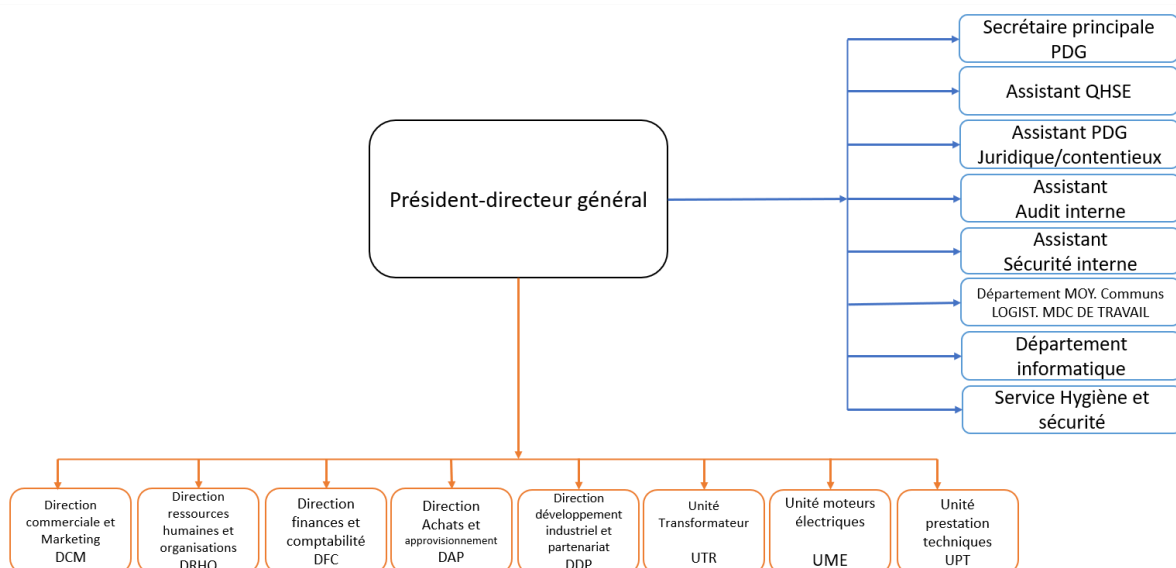 Secrétaire principale
PDG
Assistant QHSE
Assistant PDG
Juridique/contentieux
Assistant
Audit interne
Assistant
Sécurité interne
Département MOY. Communs
LOGIST. MDC DE TRAVAIL
Département
informatique
Service Hygiène et
sécurité
Président-directeur général
Direction
commerciale et
Marketing
DCM
Direction
ressources
humaines et
organisations
DRHO
Direction
finances et
comptabilité
DFC
Direction
Achats et
approvisionnement
DAP
Direction
développement
industriel et
partenariat
DDP
Unité
Transformateur
UTR
Unité moteurs
électriques
UME
Unité
prestation
techniques
UPT